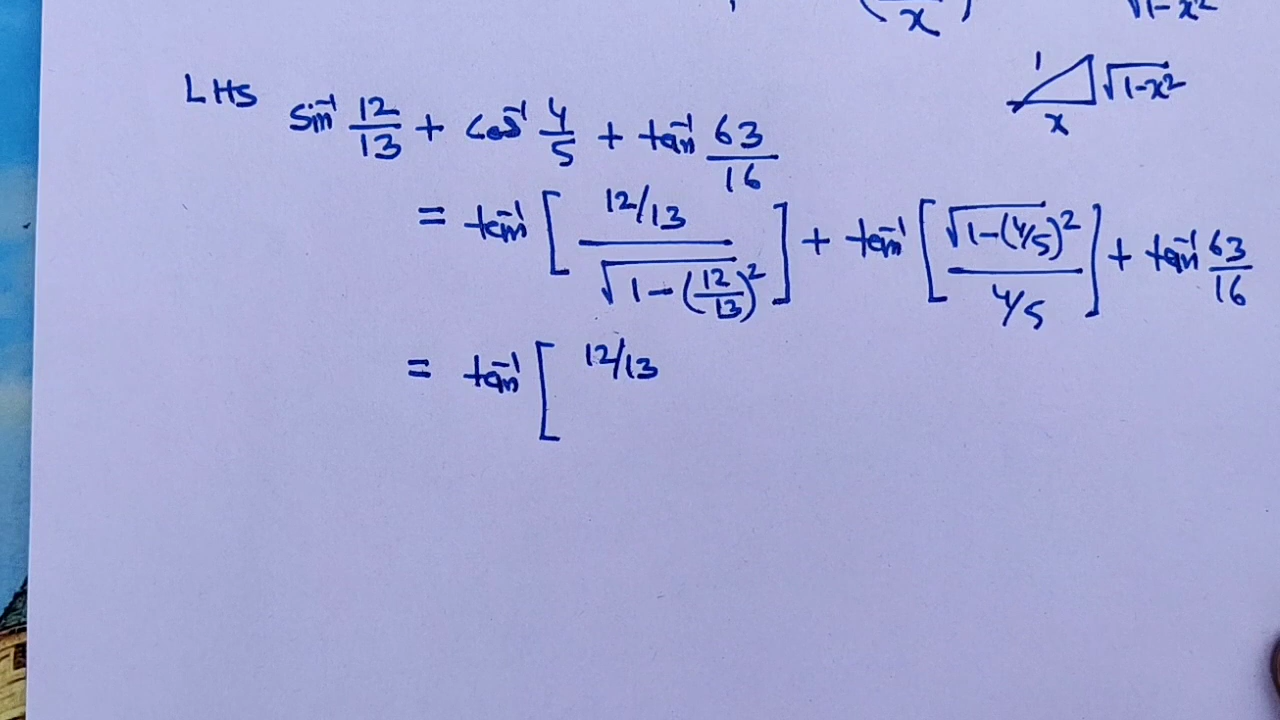 x √1-x²
LHS sin⁻¹ 12/13 + cos⁻¹ 4/5 + tan⁻¹ 63/16
1 √1-x²
x
= tan⁻¹ [ (12/13) / √(1-(12/13)²) ] + tan⁻¹ [ √(1-(4/5)²) / (4/5) ] + tan⁻¹ 63/16
= tan⁻¹ [ 12/13